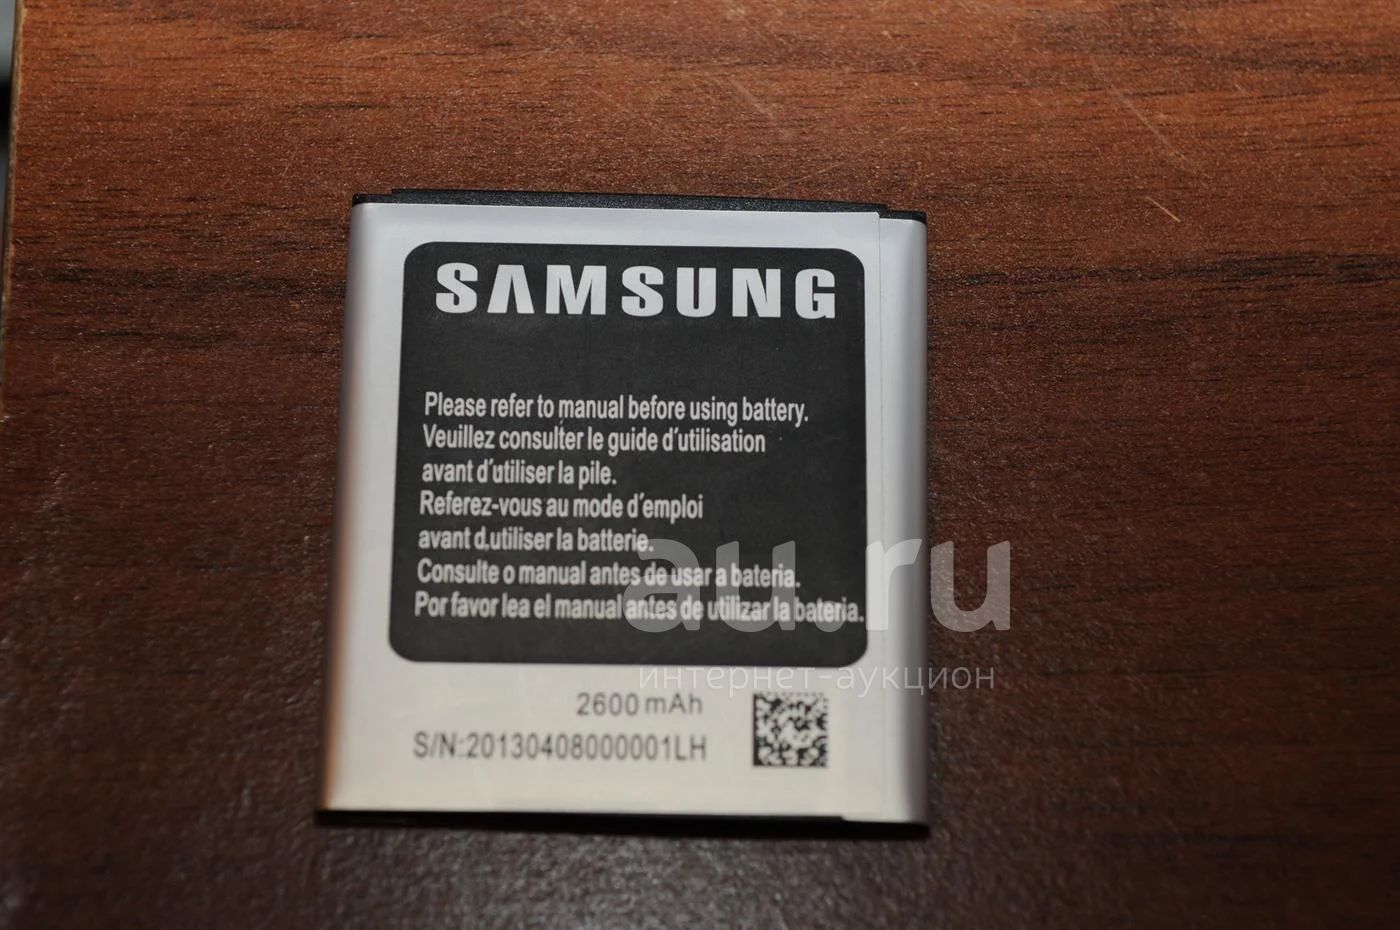 SAMSUNG
Please refer to manual before using battery.
Veuillez consulter le guide d'utilisation
avant d'utiliser la pile.
Referez-vous au mode d'emploi
avant d.utiliser la batterie.
Consulte o manual antes de usar a bateria.
Por favor lea el manual antes de utilizar la bateria.
au.ru
интернет-аукцион
2600 mAh
S/N:20130408000001LH